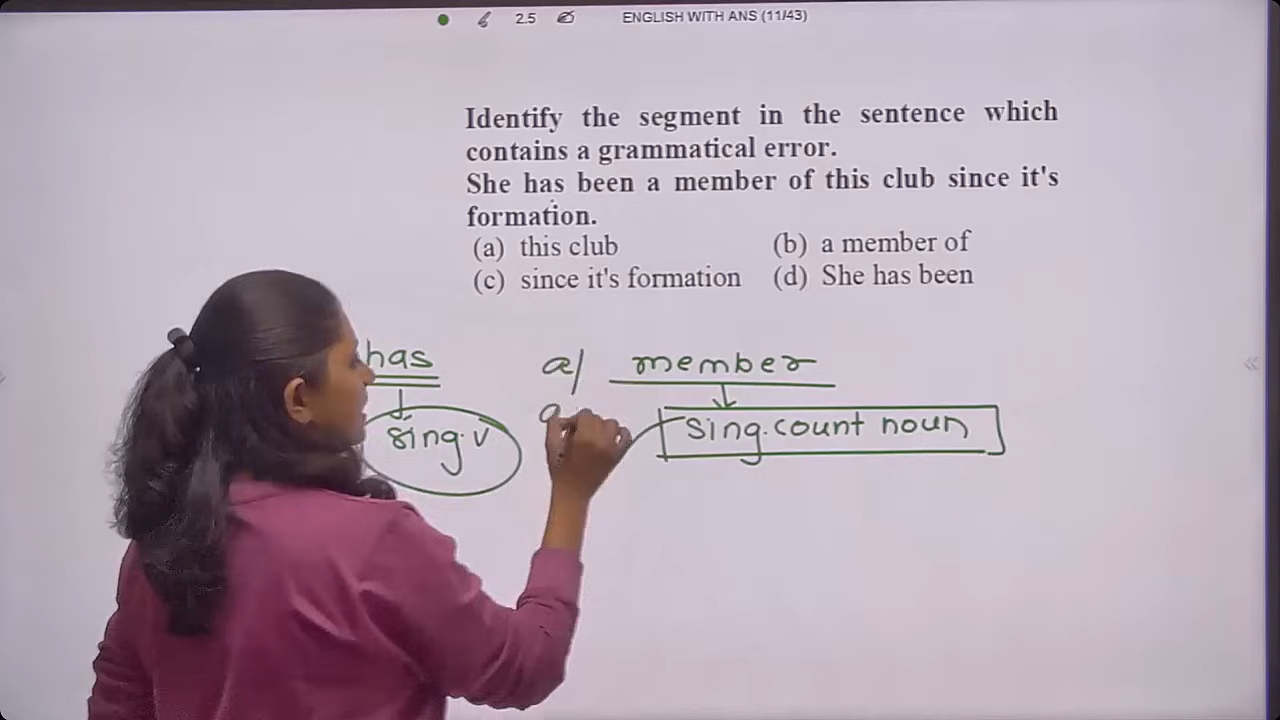 2.5 ENGLISH WITH ANS (11/43)
Identify the segment in the sentence which
contains a grammatical error.
She has been a member of this club since it's
formation.
(a) this club (b) a member of
(c) since it's formation (d) She has been
has a/ member
sing.v a sing.count noun